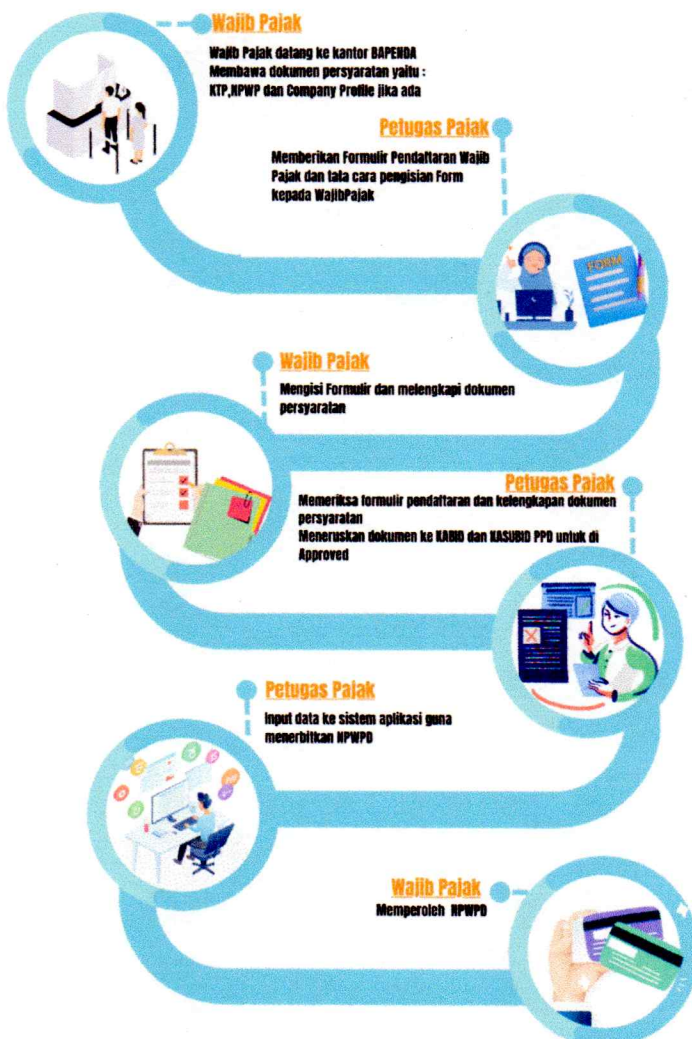 Wajib Pajak
Wajib Pajak datang ke kantor BAPENDA
Membawa dokumen persyaratan yaitu :
KTP,NPWP dan Company Profile jika ada
Petugas Pajak
Memberikan Formulir Pendaftaran Wajib
Pajak dan tata cara pengisian Form
kepada WajibPajak
FORM
Wajib Pajak
Mengisi Formulir dan melengkapi dokumen
persyaratan
Petugas Pajak
Memeriksa formulir pendaftaran dan kelengkapan dokumen
persyaratan
Meneruskan dokumen ke KABID dan KASUBID PPD untuk di
Approved
Petugas Pajak
Input data ke sistem aplikasi guna
menerbitkan NPWPD
Wajib Pajak
Memperoleh NPWPD